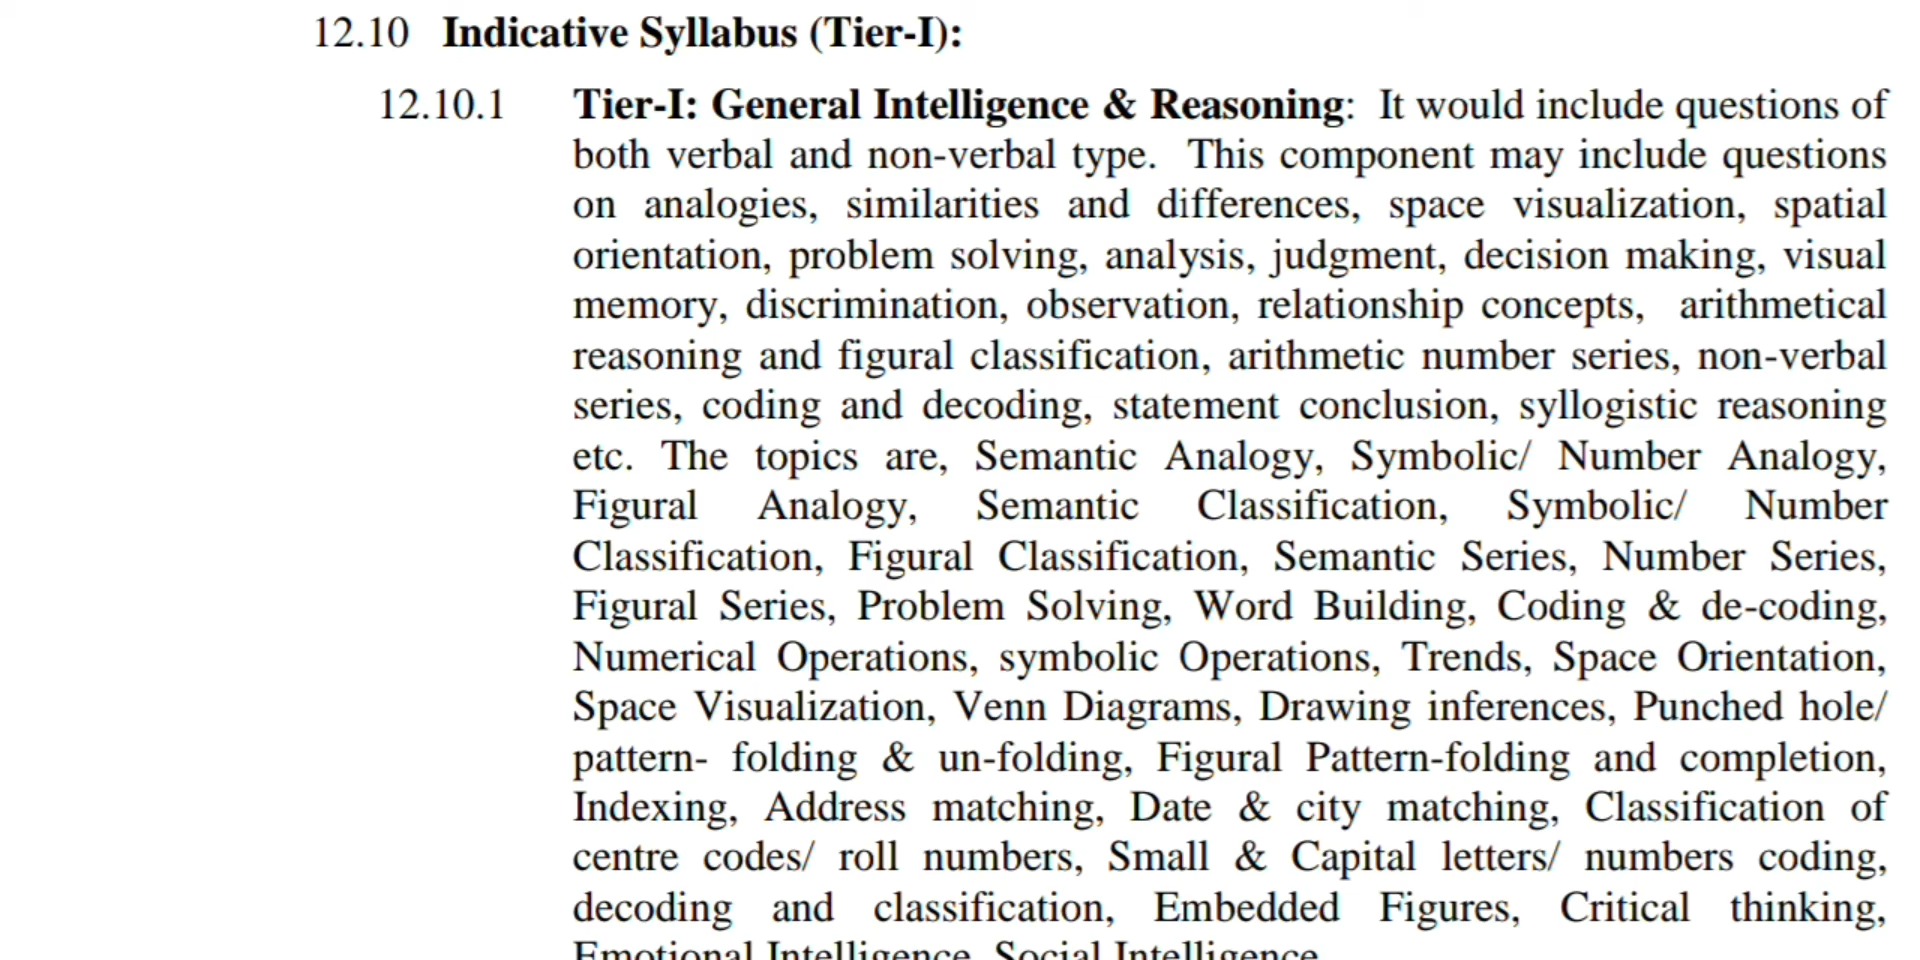 12.10 Indicative Syllabus (Tier-I):
12.10.1 Tier-I: General Intelligence & Reasoning: It would include questions of
both verbal and non-verbal type. This component may include questions
on analogies, similarities and differences, space visualization, spatial
orientation, problem solving, analysis, judgment, decision making, visual
memory, discrimination, observation, relationship concepts, arithmetical
reasoning and figural classification, arithmetic number series, non-verbal
series, coding and decoding, statement conclusion, syllogistic reasoning
etc. The topics are, Semantic Analogy, Symbolic/ Number Analogy,
Figural Analogy, Semantic Classification, Symbolic/ Number
Classification, Figural Classification, Semantic Series, Number Series,
Figural Series, Problem Solving, Word Building, Coding & de-coding,
Numerical Operations, symbolic Operations, Trends, Space Orientation,
Space Visualization, Venn Diagrams, Drawing inferences, Punched hole/
pattern- folding & un-folding, Figural Pattern-folding and completion,
Indexing, Address matching, Date & city matching, Classification of
centre codes/ roll numbers, Small & Capital letters/ numbers coding,
decoding and classification, Embedded Figures, Critical thinking,
Emotional Intelligence, Social Intelligence